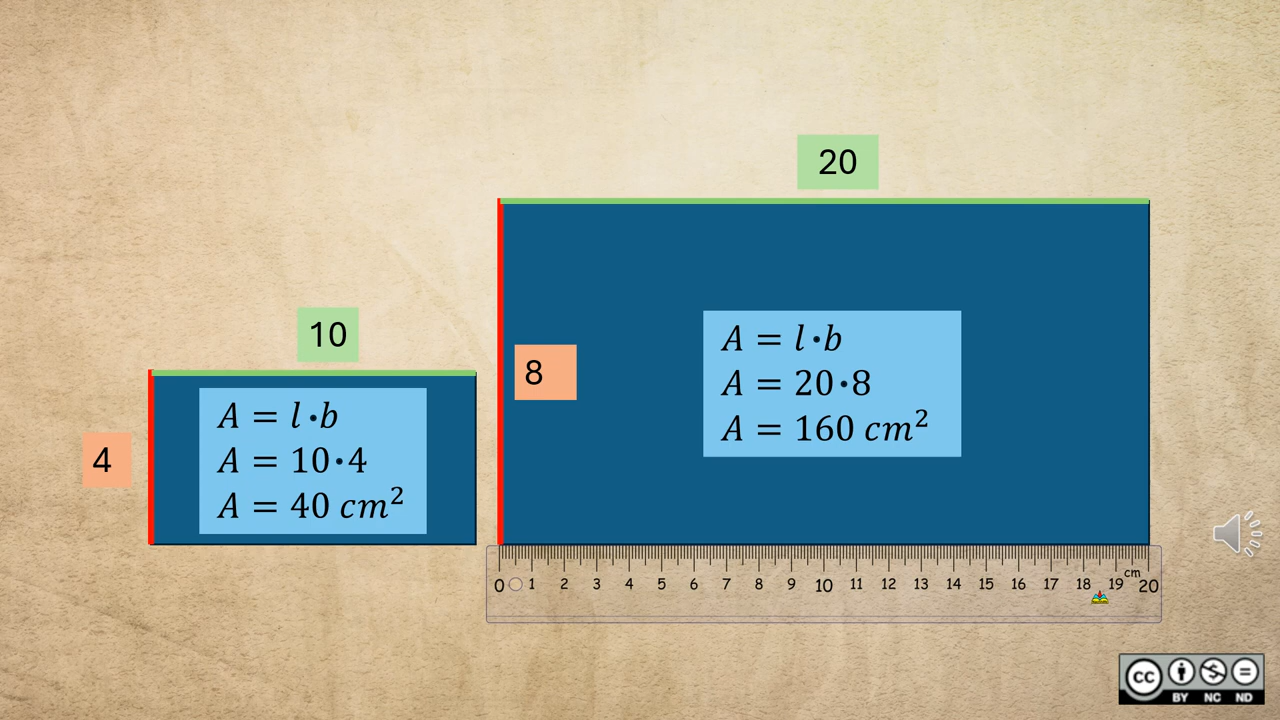 10
4
A = l·b
A = 10·4
A = 40 cm²
20
8
A = l·b
A = 20·8
A = 160 cm²
0 1 2 3 4 5 6 7 8 9 10 11 12 13 14 15 16 17 18 19 cm 20
cc
BY NC ND